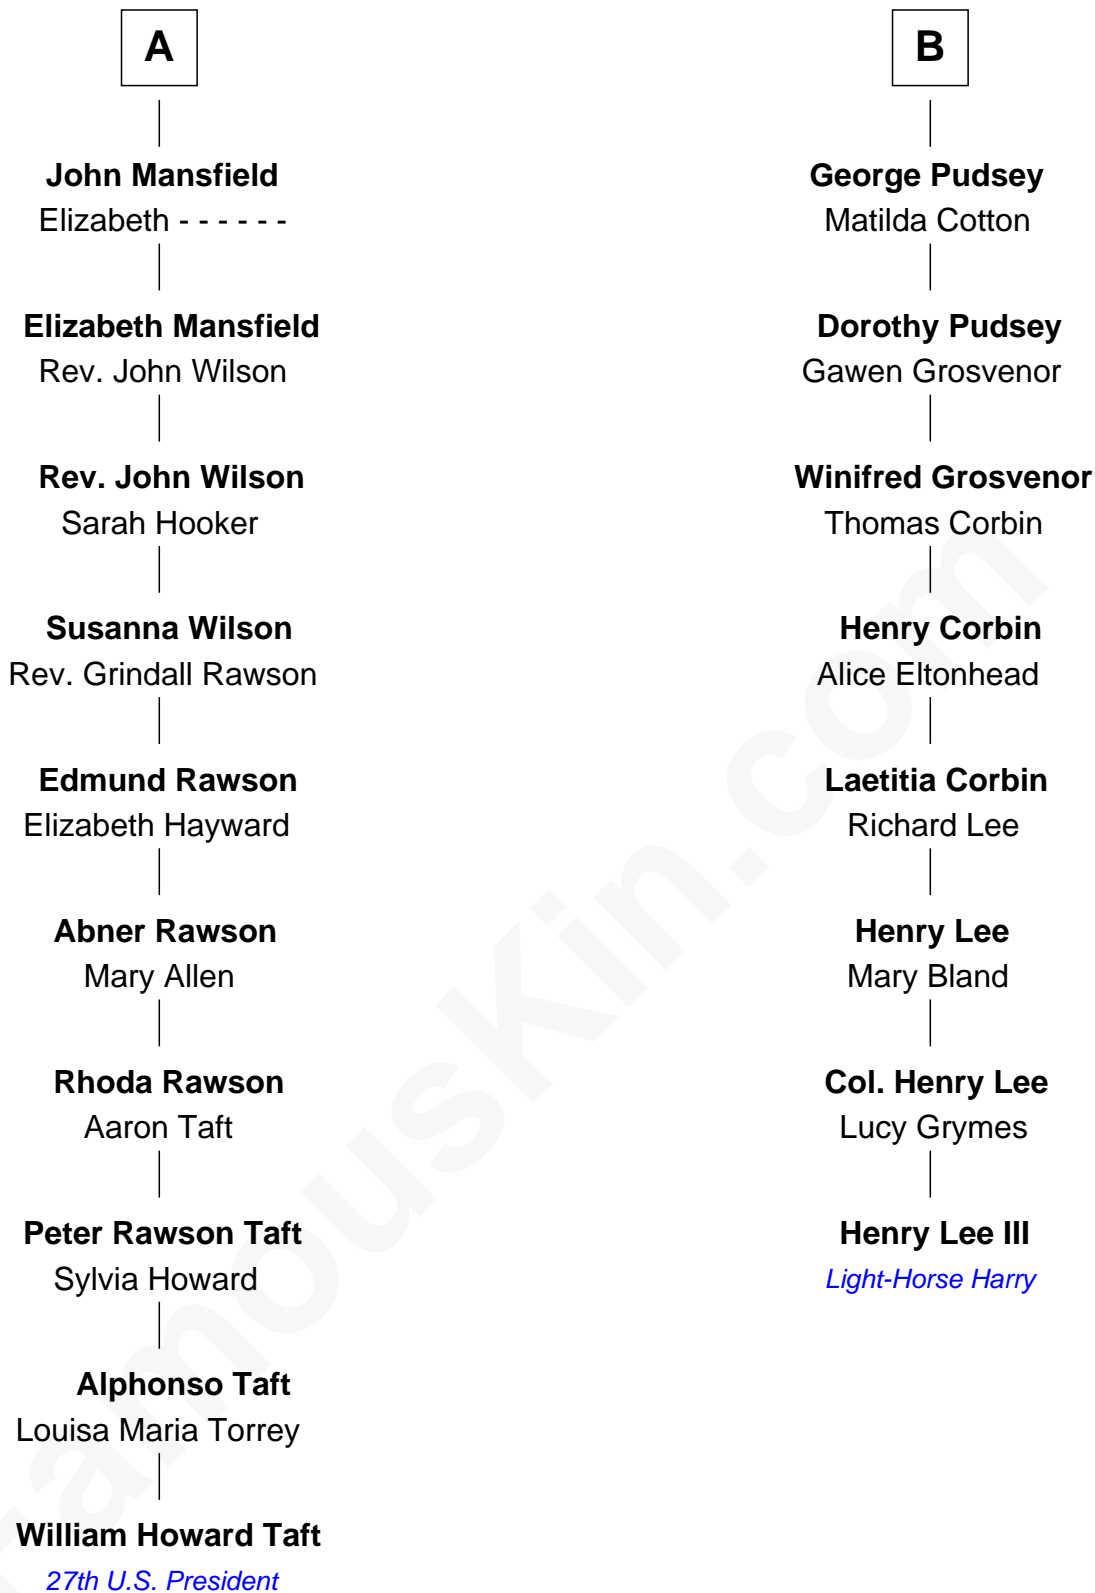 A
John Mansfield
Elizabeth - - - - - -
Elizabeth Mansfield
Rev. John Wilson
Rev. John Wilson
Sarah Hooker
Susanna Wilson
Rev. Grindall Rawson
Edmund Rawson
Elizabeth Hayward
Abner Rawson
Mary Allen
Rhoda Rawson
Aaron Taft
Peter Rawson Taft
Sylvia Howard
Alphonso Taft
Louisa Maria Torrey
William Howard Taft
27th U.S. President
B
George Pudsey
Matilda Cotton
Dorothy Pudsey
Gawen Grosvenor
Winifred Grosvenor
Thomas Corbin
Henry Corbin
Alice Eltonhead
Laetitia Corbin
Richard Lee
Henry Lee
Mary Bland
Col. Henry Lee
Lucy Grymes
Henry Lee III
Light-Horse Harry
famouskin.com